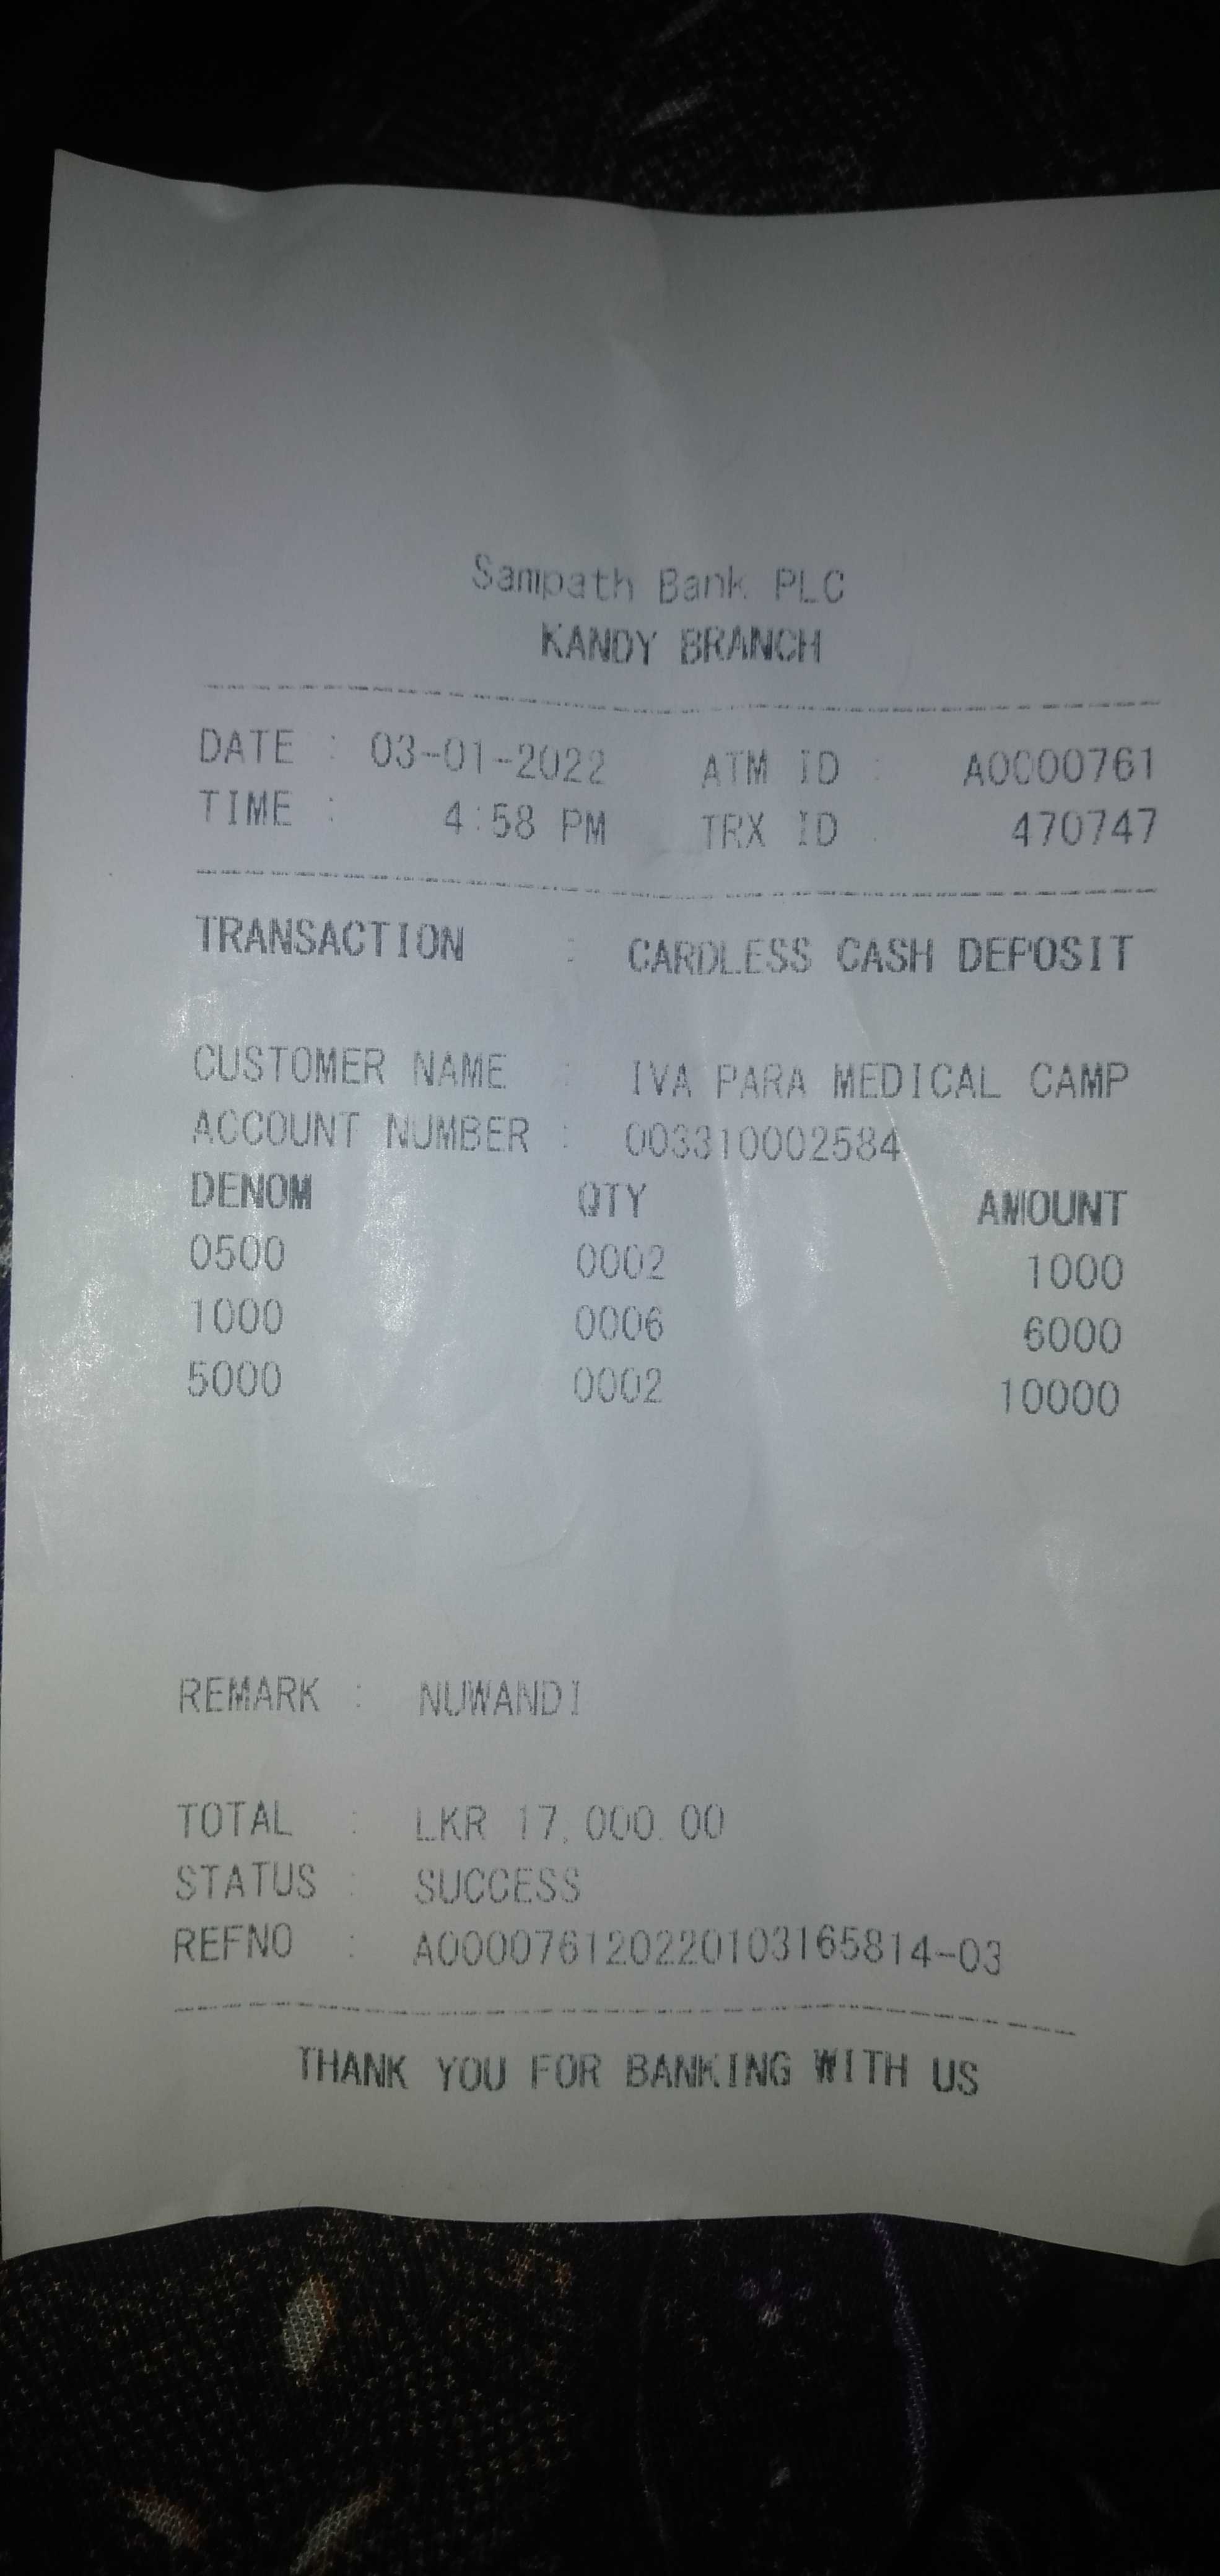 Sampath Bank PLC
KANDY BRANCH
DATE : 03-01-2022 ATM ID : A0000761
TIME : 4:58 PM TRX ID : 470747
TRANSACTION : CARDLESS CASH DEPOSIT
CUSTOMER NAME : IVA PARA MEDICAL CAMP
ACCOUNT NUMBER : 003310002584
DENOM QTY AMOUNT
0500 0002 1000
1000 0006 6000
5000 0002 10000
REMARK : NUWANDI
TOTAL : LKR 17,000.00
STATUS : SUCCESS
REFNO : A000076120220103165814-03
THANK YOU FOR BANKING WITH US